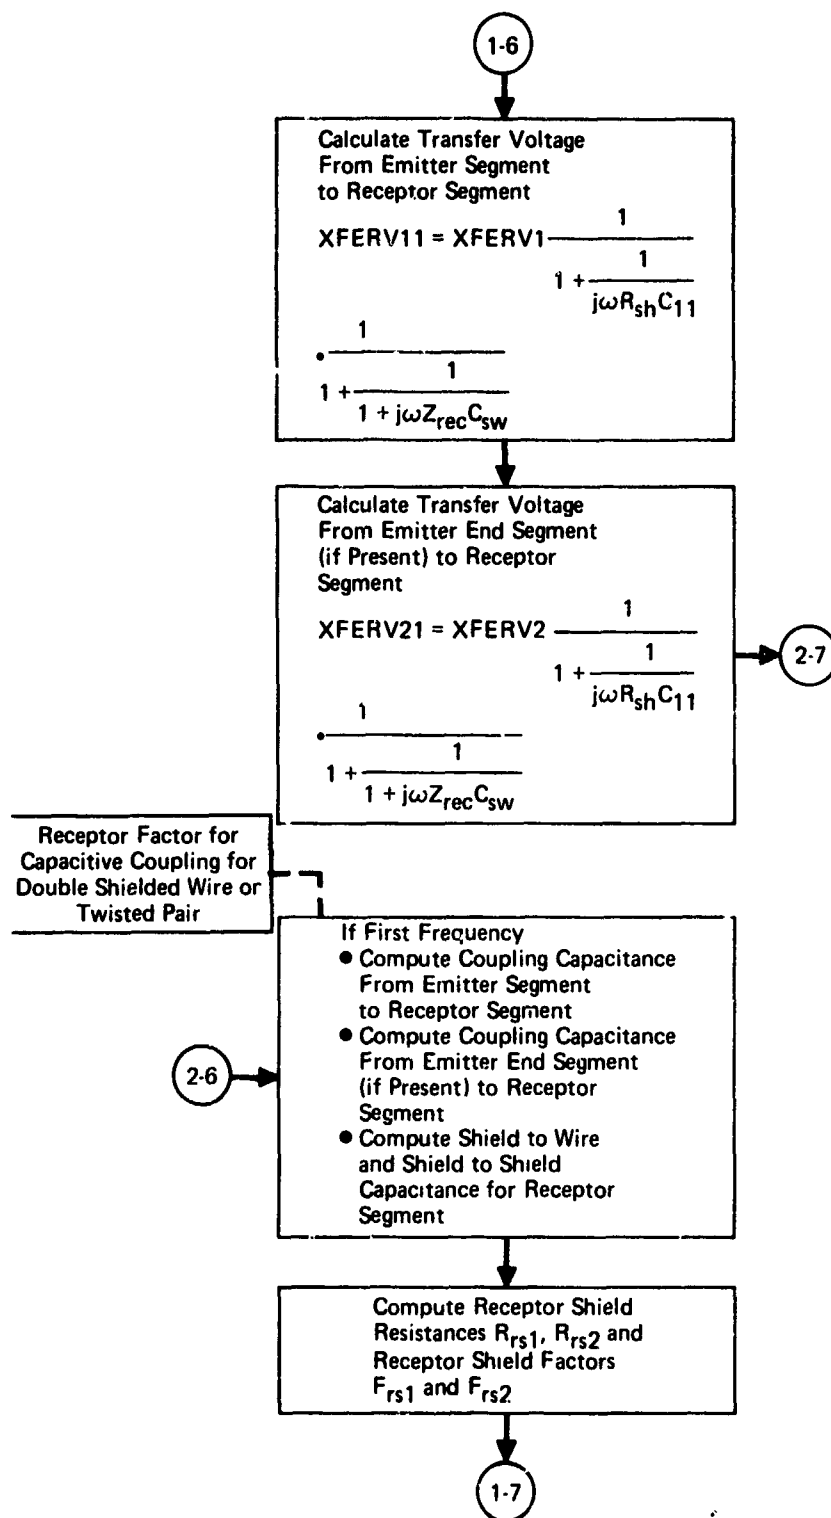 1-6
Calculate Transfer Voltage
From Emitter Segment
to Receptor Segment
XFERV11 = XFERV1 1
1 + 1
jωR_shC_11
• 1
1 + 1
1 + jωZ_recC_sw
Calculate Transfer Voltage
From Emitter End Segment
(if Present) to Receptor
Segment
XFERV21 = XFERV2 1
1 + 1
jωR_shC_11
• 1
1 + 1
1 + jωZ_recC_sw
2-7
Receptor Factor for
Capacitive Coupling for
Double Shielded Wire or
Twisted Pair
If First Frequency
• Compute Coupling Capacitance
From Emitter Segment
to Receptor Segment
• Compute Coupling Capacitance
From Emitter End Segment
(if Present) to Receptor
Segment
• Compute Shield to Wire
and Shield to Shield
Capacitance for Receptor
Segment
2-6
Compute Receptor Shield
Resistances R_rs1, R_rs2 and
Receptor Shield Factors
F_rs1 and F_rs2
1-7